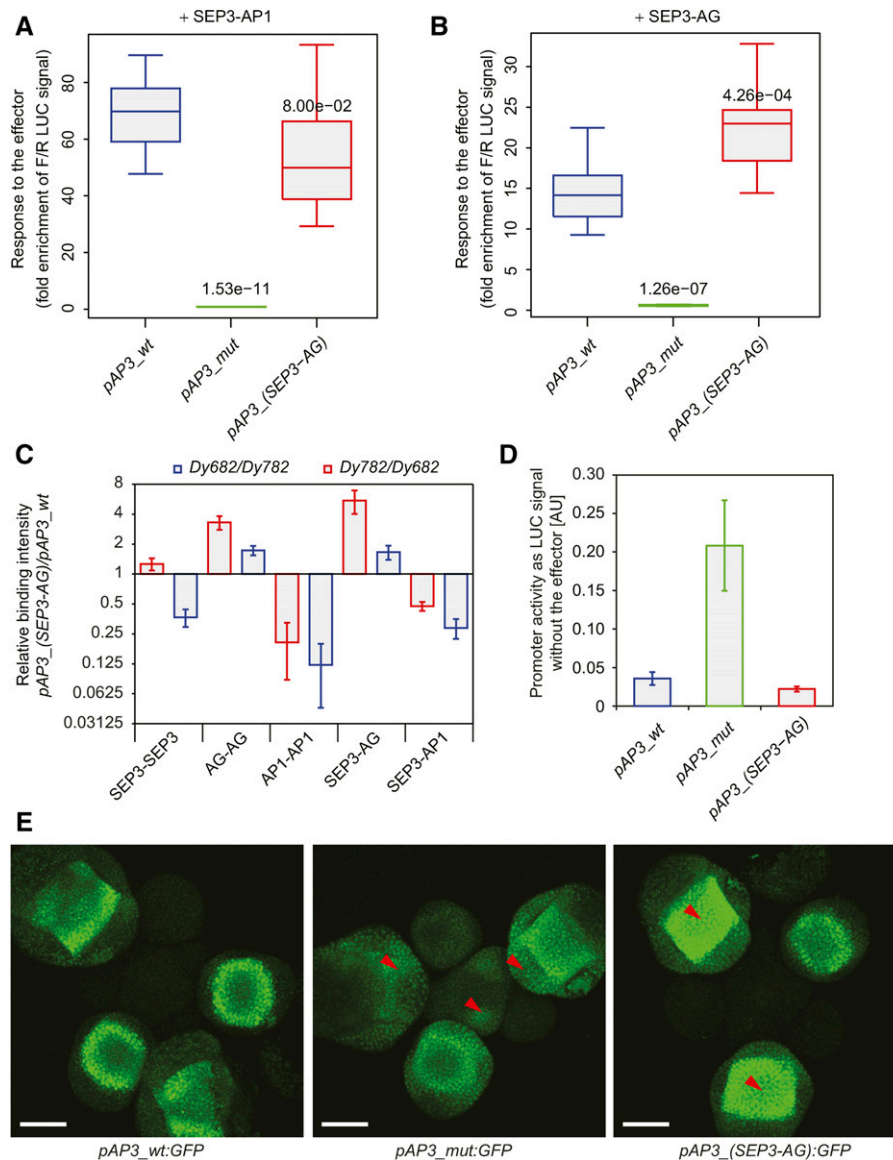 A
+ SEP3-AP1
Response to the effector
(fold enrichment of F/R LUC signal)
80
60
40
20
0
8.00e−02
1.53e−11
pAP3_wt
pAP3_mut
pAP3_(SEP3-AG)
B
+ SEP3-AG
Response to the effector
(fold enrichment of F/R LUC signal)
30
25
20
15
10
5
0
4.26e−04
1.26e−07
pAP3_wt
pAP3_mut
pAP3_(SEP3-AG)
C
Dy682/Dy782
Dy782/Dy682
Relative binding intensity
pAP3_(SEP3-AG)/pAP3_wt
8
4
2
1
0.5
0.25
0.125
0.0625
0.03125
SEP3-SEP3
AG-AG
AP1-AP1
SEP3-AG
SEP3-AP1
D
Promoter activity as LUC signal
without the effector [AU]
0.30
0.25
0.20
0.15
0.10
0.05
0
pAP3_wt
pAP3_mut
pAP3_(SEP3-AG)
E
pAP3_wt:GFP
pAP3_mut:GFP
pAP3_(SEP3-AG):GFP